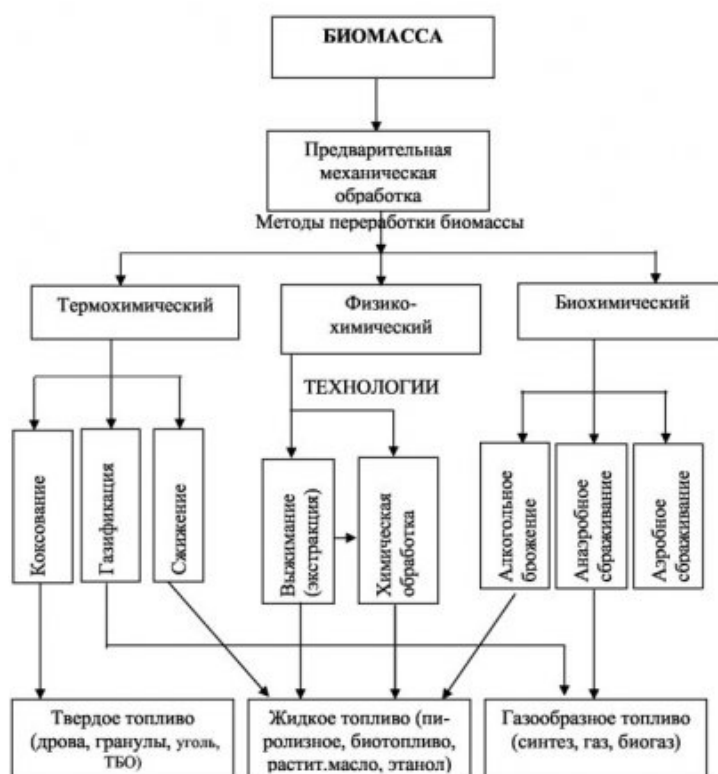 БИОМАССА
Предварительная
механическая
обработка
Методы переработки биомассы
Термохимический
Физико-
химический
Биохимический
ТЕХНОЛОГИИ
Коксование
Газификация
Сжижение
Выжимание
(экстракция)
Химическая
обработка
Алкогольное
брожение
Анаэробное
сбраживание
Аэробное
сбраживание
Твердое топливо
(дрова, гранулы, уголь,
ТБО)
Жидкое топливо (пи-
ролизное, биотопливо,
растит.масло, этанол)
Газообразное топливо
(синтез, газ, биогаз)